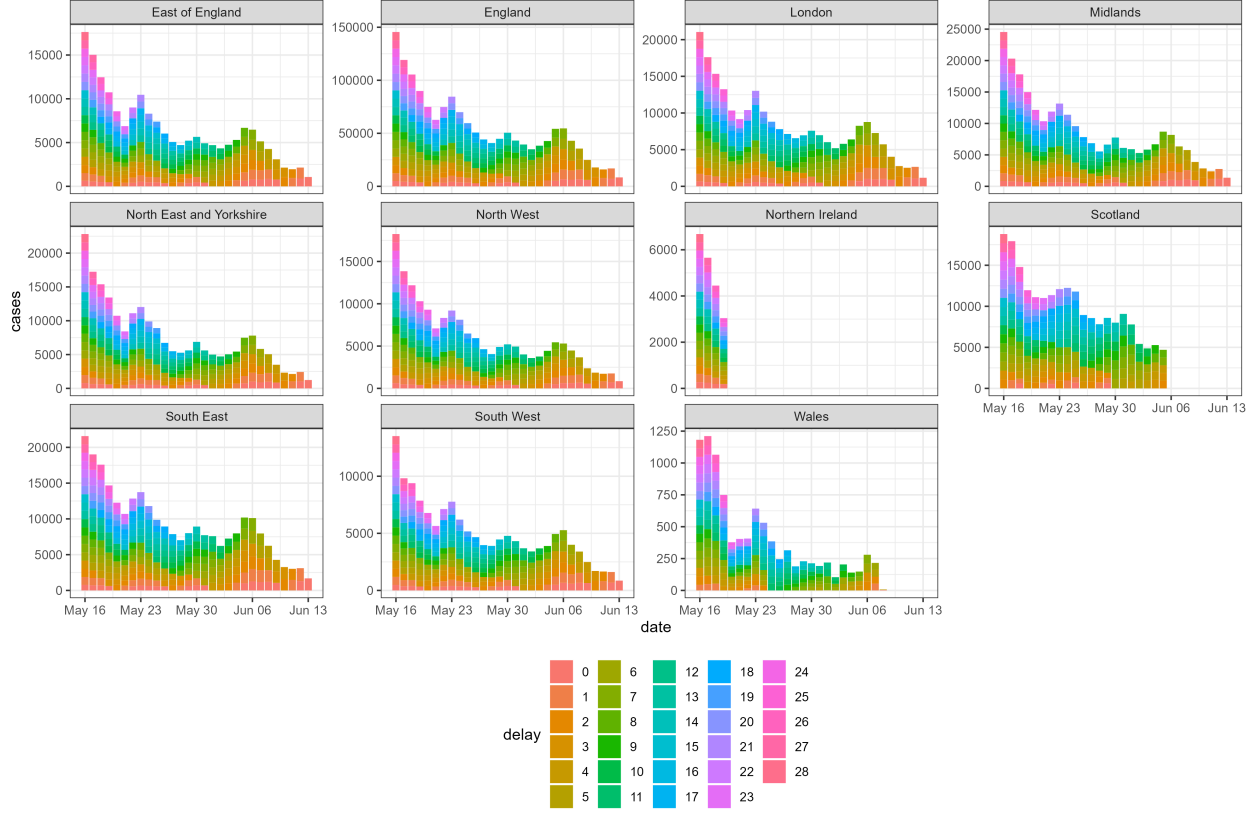 East of England
England
London
Midlands
15000
10000
5000
0
150000
100000
50000
0
20000
15000
10000
5000
0
25000
20000
15000
10000
5000
0
North East and Yorkshire
North West
Northern Ireland
Scotland
20000
15000
10000
5000
0
15000
10000
5000
0
6000
4000
2000
0
15000
10000
5000
0
May 16 May 23 May 30 Jun 06 Jun 13
South East
South West
Wales
20000
15000
10000
5000
0
10000
5000
0
1250
1000
750
500
250
0
May 16 May 23 May 30 Jun 06 Jun 13
May 16 May 23 May 30 Jun 06 Jun 13
May 16 May 23 May 30 Jun 06 Jun 13
cases
date
delay
0 6 12 18 24
1 7 13 19 25
2 8 14 20 26
3 9 15 21 27
4 10 16 22 28
5 11 17 23